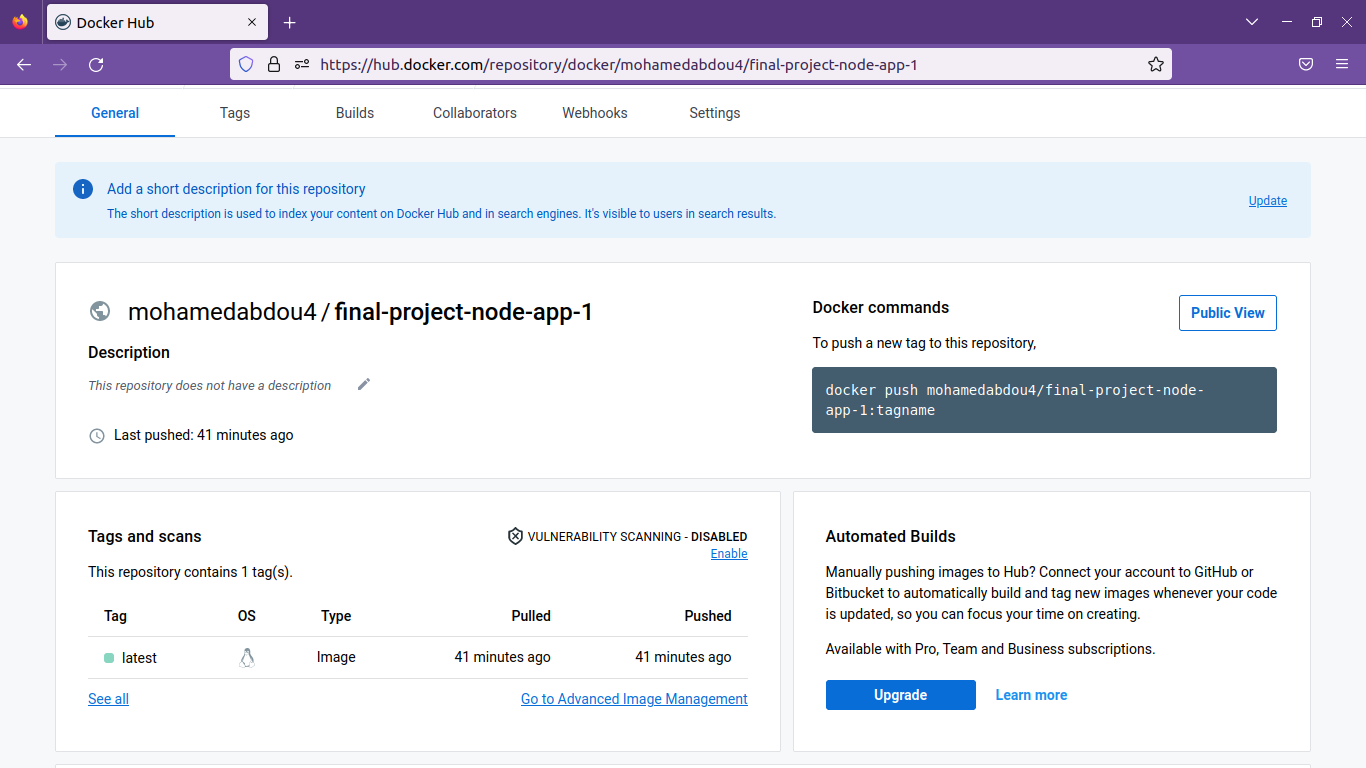 Docker Hub
https://hub.docker.com/repository/docker/mohamedabdou4/final-project-node-app-1
General Tags Builds Collaborators Webhooks Settings
Add a short description for this repository
The short description is used to index your content on Docker Hub and in search engines. It's visible to users in search results.
Update
mohamedabdou4 / final-project-node-app-1
Description
This repository does not have a description
Last pushed: 41 minutes ago
Docker commands
Public View
To push a new tag to this repository,
docker push mohamedabdou4/final-project-node-
app-1:tagname
Tags and scans
VULNERABILITY SCANNING - DISABLED
Enable
This repository contains 1 tag(s).
Tag OS Type Pulled Pushed
latest Image 41 minutes ago 41 minutes ago
See all
Go to Advanced Image Management
Automated Builds
Manually pushing images to Hub? Connect your account to GitHub or
Bitbucket to automatically build and tag new images whenever your code
is updated, so you can focus your time on creating.
Available with Pro, Team and Business subscriptions.
Upgrade
Learn more